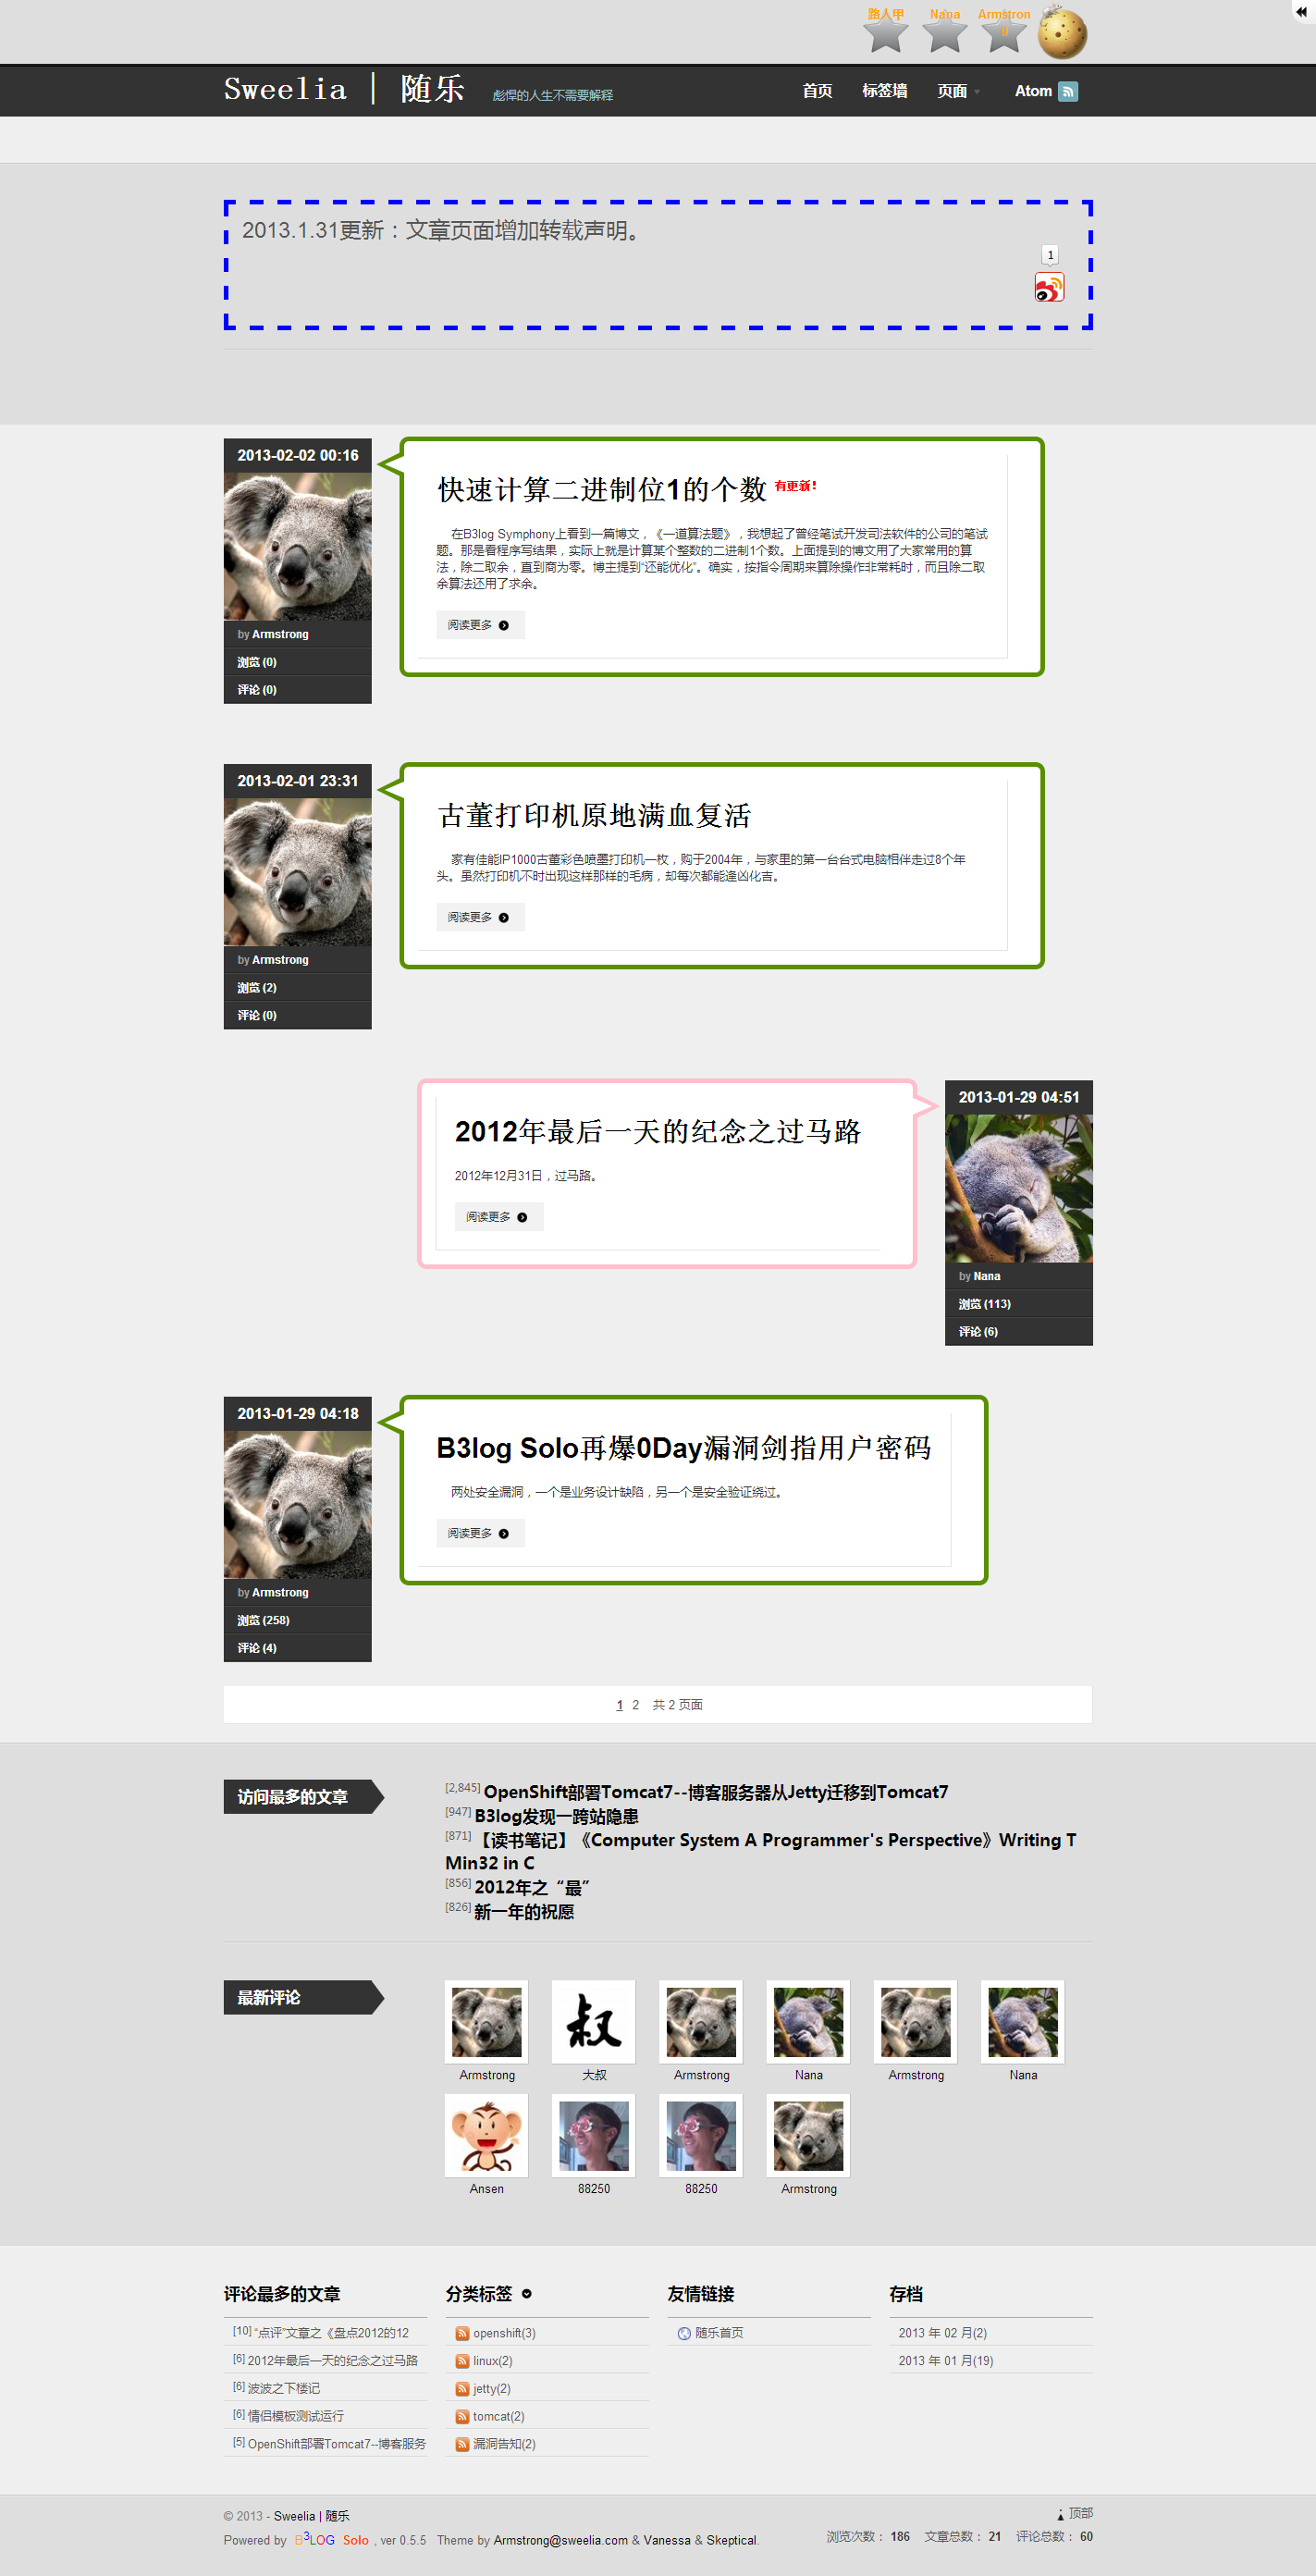 路人甲
Nana
Armstron
g
Sweelia | 随乐
彪悍的人生不需要解释
首页
标签墙
页面
Atom
2013.1.31更新：文章页面增加转载声明。
1
2013-02-02 00:16
by Armstrong
浏览 (0)
评论 (0)
快速计算二进制位1的个数 有更新！
在B3log Symphony上看到一篇博文，《一道算法题》，我想起了曾经笔试开发司法软件的公司的笔试
题。那是看程序写结果，实际上就是计算某个整数的二进制1个数。上面提到的博文用了大家常用的算
法，除二取余，直到商为零。博主提到“还能优化”。确实，按指令周期来算除操作非常耗时，而且除二取
余算法还用了求余。
阅读更多
2013-02-01 23:31
by Armstrong
浏览 (2)
评论 (0)
古董打印机原地满血复活
家有佳能IP1000古董彩色喷墨打印机一枚，购于2004年，与家里的第一台台式电脑相伴走过8个年
头。虽然打印机不时出现这样那样的毛病，却每次都能逢凶化吉。
阅读更多
2012年最后一天的纪念之过马路
2012年12月31日，过马路。
阅读更多
2013-01-29 04:51
by Nana
浏览 (113)
评论 (6)
2013-01-29 04:18
by Armstrong
浏览 (258)
评论 (4)
B3log Solo再爆0Day漏洞剑指用户密码
两处安全漏洞，一个是业务设计缺陷，另一个是安全验证绕过。
阅读更多
1 2 共 2 页面
访问最多的文章
[2,845] OpenShift部署Tomcat7--博客服务器从Jetty迁移到Tomcat7
[947] B3log发现一跨站隐患
[871] 【读书笔记】《Computer System A Programmer's Perspective》Writing T
Min32 in C
[856] 2012年之“最”
[826] 新一年的祝愿
最新评论
叔
Armstrong
大叔
Armstrong
Nana
Armstrong
Nana
Ansen
88250
88250
Armstrong
评论最多的文章
[10] “点评”文章之《盘点2012的12
[6] 2012年最后一天的纪念之过马路
[6] 波波之下楼记
[6] 情侣模板测试运行
[5] OpenShift部署Tomcat7--博客服务
分类标签
openshift(3)
linux(2)
jetty(2)
tomcat(2)
漏洞告知(2)
友情链接
随乐首页
存档
2013 年 02 月(2)
2013 年 01 月(19)
© 2013 - Sweelia | 随乐
顶部
Powered by B3LOG Solo , ver 0.5.5 Theme by Armstrong@sweelia.com & Vanessa & Skeptical.
浏览次数： 186 文章总数： 21 评论总数： 60